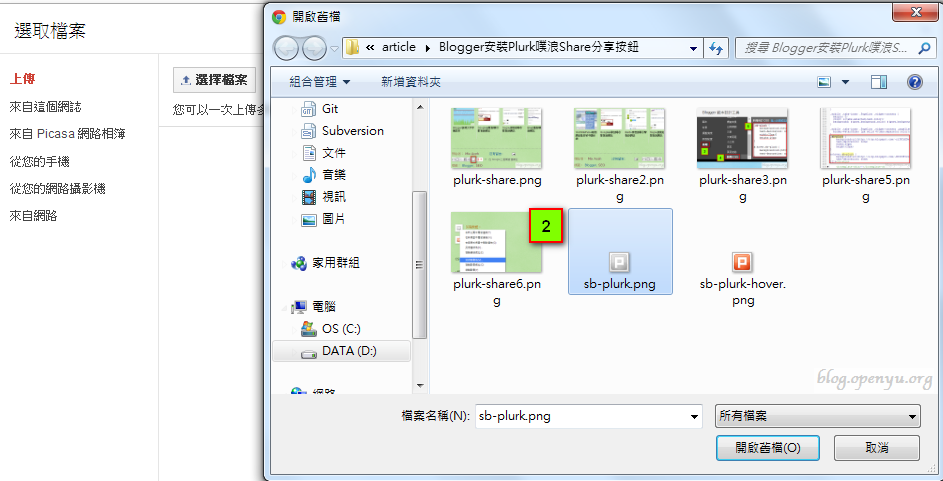 選取檔案
上傳
來自這個網誌
來自 Picasa 網路相簿
從您的手機
從您的網路攝影機
來自網路
選擇檔案
您可以一次上傳多
開啟舊檔
« article ▸ Blogger安裝Plurk噗浪Share分享按鈕
搜尋 Blogger安裝Plurk噗浪S...
組合管理
新增資料夾
Git
Subversion
文件
音樂
視訊
圖片
家用群組
電腦
OS (C:)
DATA (D:)
網路
plurk-share.png
plurk-share2.pn
g
plurk-share3.pn
g
plurk-share5.pn
g
plurk-share6.pn
g
2
sb-plurk.png
sb-plurk-hover.
png
blog.openyu.org
檔案名稱(N):
sb-plurk.png
所有檔案
開啟舊檔(O)
取消